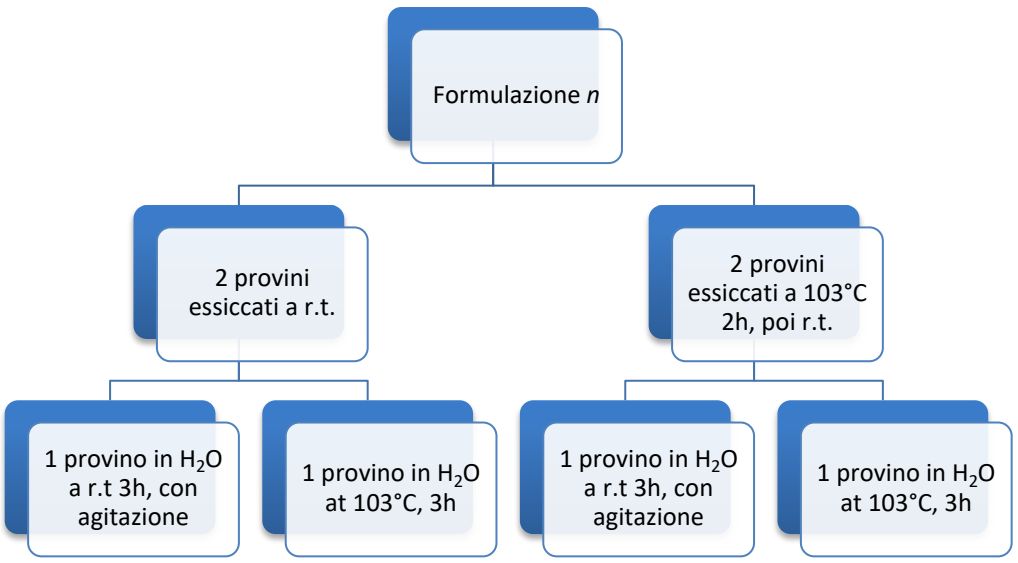 Formulazione n
2 provini
essiccati a r.t.
2 provini
essiccati a 103°C
2h, poi r.t.
1 provino in H₂O
a r.t 3h, con
agitazione
1 provino in H₂O
at 103°C, 3h
1 provino in H₂O
a r.t 3h, con
agitazione
1 provino in H₂O
at 103°C, 3h